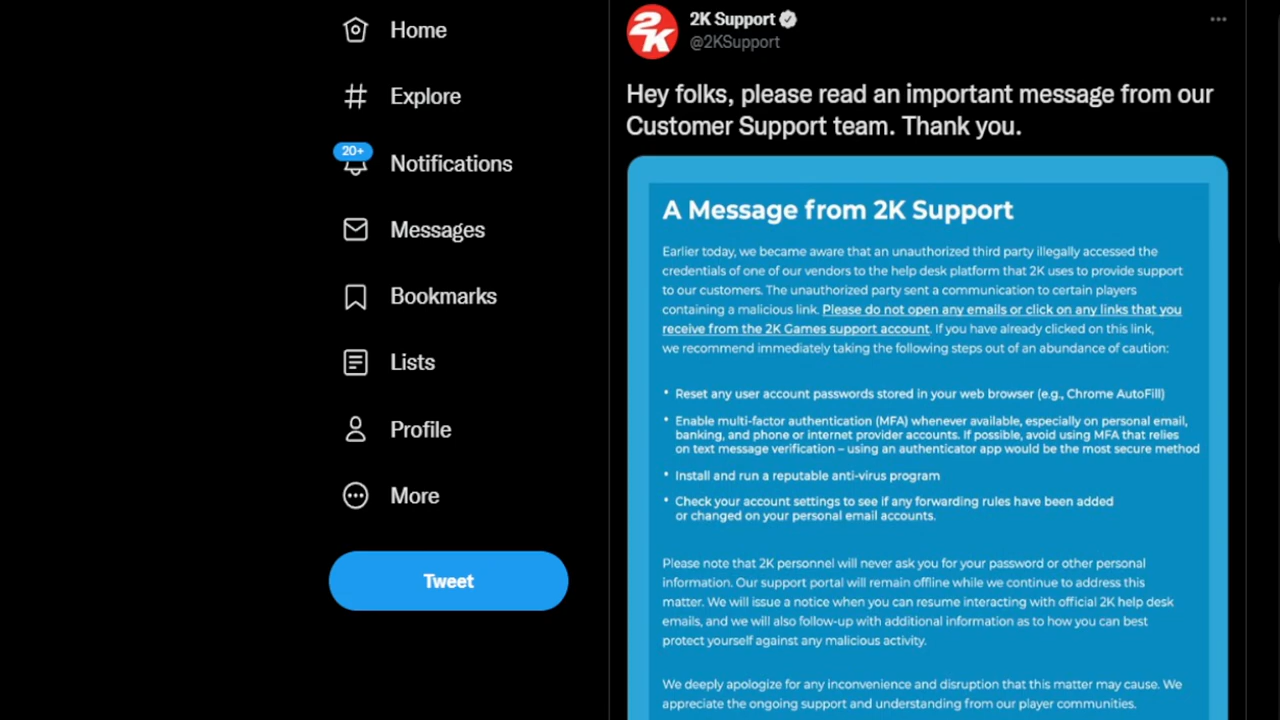 Home
Explore
20+
Notifications
Messages
Bookmarks
Lists
Profile
More
Tweet
2K
2K Support
@2KSupport
Hey folks, please read an important message from our
Customer Support team. Thank you.
A Message from 2K Support
Earlier today, we became aware that an unauthorized third party illegally accessed the
credentials of one of our vendors to the help desk platform that 2K uses to provide support
to our customers. The unauthorized party sent a communication to certain players
containing a malicious link. Please do not open any emails or click on any links that you
receive from the 2K Games support account. If you have already clicked on this link,
we recommend immediately taking the following steps out of an abundance of caution:
• Reset any user account passwords stored in your web browser (e.g., Chrome AutoFill)
• Enable multi-factor authentication (MFA) whenever available, especially on personal email,
banking, and phone or internet provider accounts. If possible, avoid using MFA that relies
on text message verification – using an authenticator app would be the most secure method
• Install and run a reputable anti-virus program
• Check your account settings to see if any forwarding rules have been added
or changed on your personal email accounts.
Please note that 2K personnel will never ask you for your password or other personal
information. Our support portal will remain offline while we continue to address this
matter. We will issue a notice when you can resume interacting with official 2K help desk
emails, and we will also follow-up with additional information as to how you can best
protect yourself against any malicious activity.
We deeply apologize for any inconvenience and disruption that this matter may cause. We
appreciate the ongoing support and understanding from our player communities.